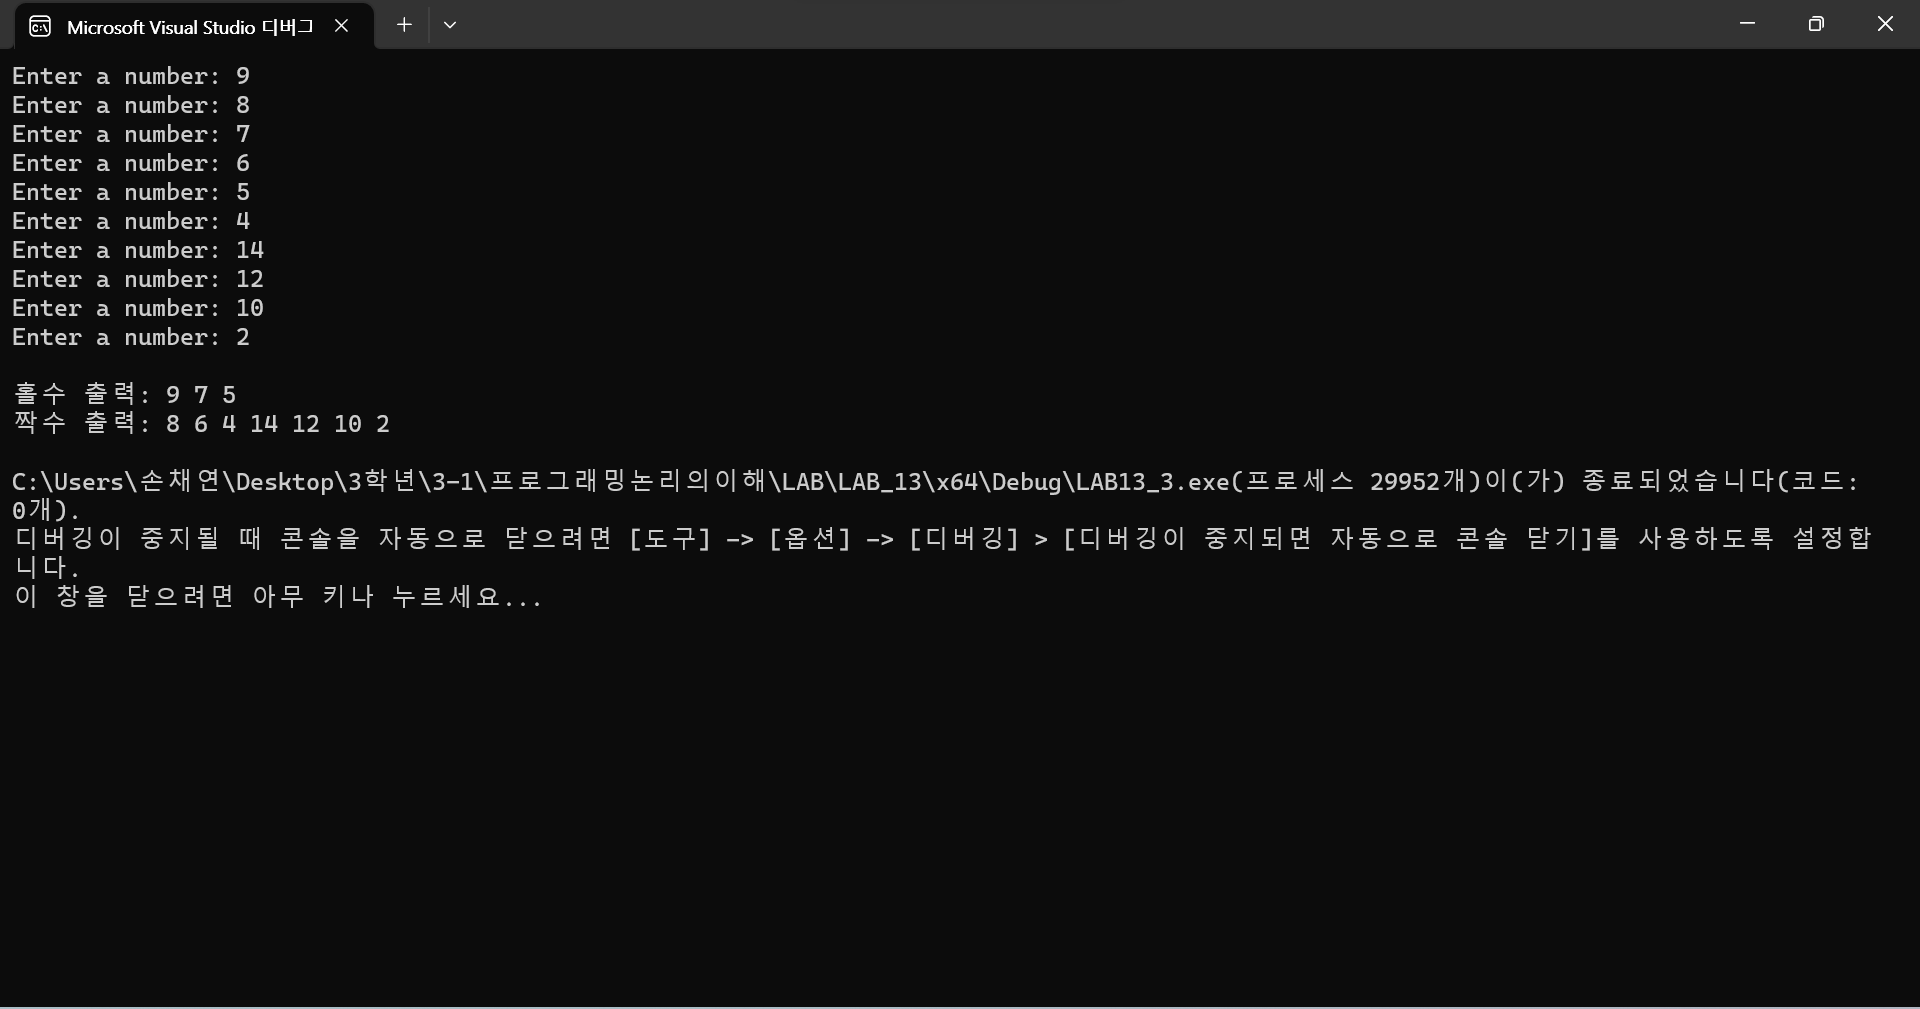 Microsoft Visual Studio 디버그
Enter a number: 9
Enter a number: 8
Enter a number: 7
Enter a number: 6
Enter a number: 5
Enter a number: 4
Enter a number: 14
Enter a number: 12
Enter a number: 10
Enter a number: 2
홀수 출력: 9 7 5
짝수 출력: 8 6 4 14 12 10 2
C:\Users\손채연\Desktop\3학년\3-1\프로그래밍논리의이해\LAB\LAB_13\x64\Debug\LAB13_3.exe(프로세스 29952개)이(가) 종료되었습니다(코드:
0개).
디버깅이 중지될 때 콘솔을 자동으로 닫으려면 [도구] -> [옵션] -> [디버깅] > [디버깅이 중지되면 자동으로 콘솔 닫기]를 사용하도록 설정합
니다.
이 창을 닫으려면 아무 키나 누르세요...